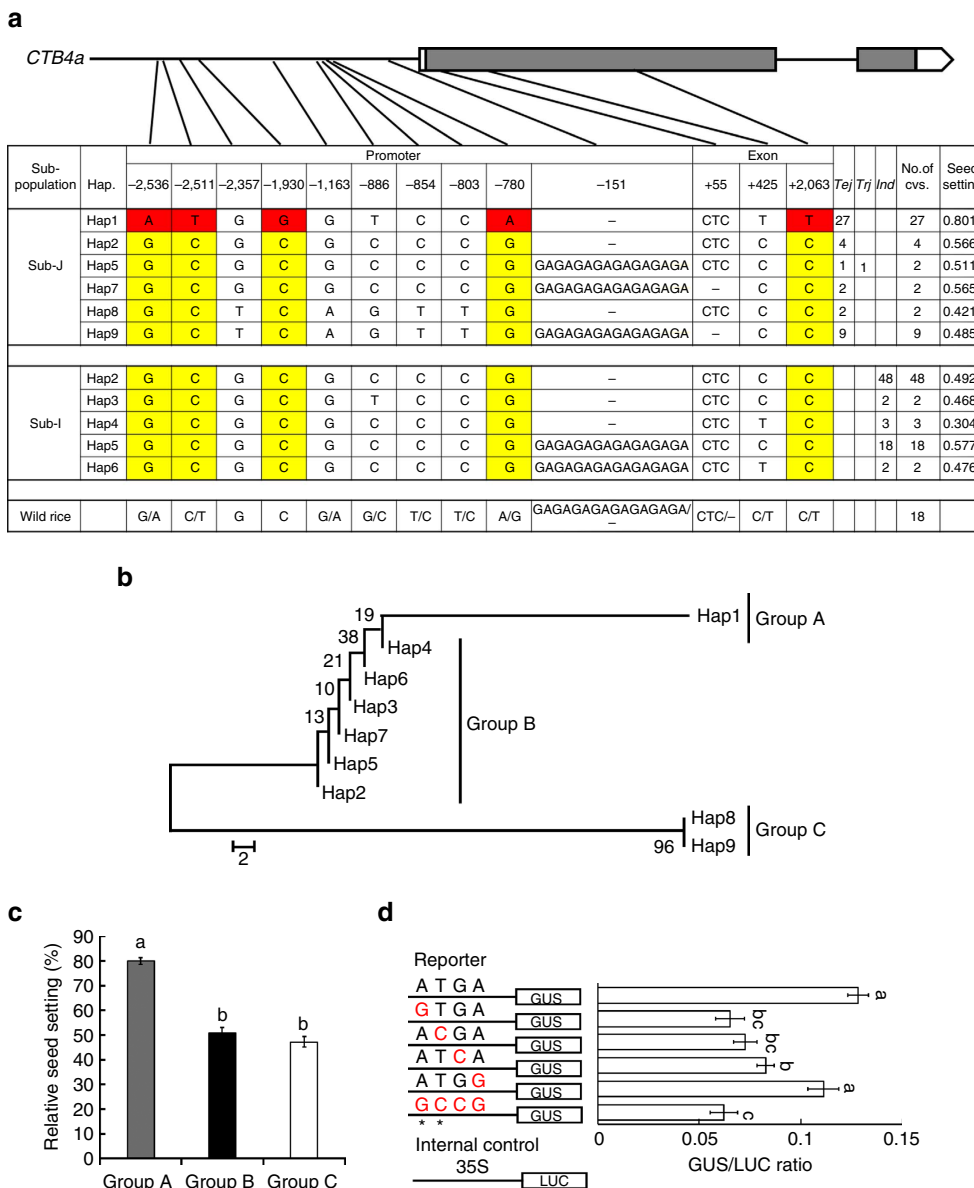 a
CTB4a
Sub-population Hap. Promoter Exon Tej Trj Ind No.of cvs. Seed settin
−2,536 −2,511 −2,357 −1,930 −1,163 −886 −854 −803 −780 −151 +55 +425 +2,063
Sub-J
Hap1 A T G G G T C C A – CTC T T 27 27 0.801
Hap2 G C G C G C C C G – CTC C C 4 4 0.566
Hap5 G C G C G C C C G GAGAGAGAGAGAGAGA CTC C C 1 1 2 0.511
Hap7 G C G C G C C C G GAGAGAGAGAGAGAGA – C C 2 2 0.565
Hap8 G C T C A G T T G – CTC C C 2 2 0.421
Hap9 G C T C A G T T G GAGAGAGAGAGAGAGA – C C 9 9 0.485
Sub-I
Hap2 G C G C G C C C G – CTC C C 48 48 0.492
Hap3 G C G C G T C C G – CTC C C 2 2 0.468
Hap4 G C G C G C C C G – CTC T C 3 3 0.304
Hap5 G C G C G C C C G GAGAGAGAGAGAGAGA CTC C C 18 18 0.577
Hap6 G C G C G C C C G GAGAGAGAGAGAGAGA CTC T C 2 2 0.476
Wild rice G/A C/T G C G/A G/C T/C T/C A/G GAGAGAGAGAGAGAGA/– CTC/– C/T C/T 18
b
19
Hap1
Group A
38
Hap4
21
Hap6
10
Hap3
13
Hap7
Group B
Hap5
Hap2
Hap8
Group C
96
Hap9
2
c
Relative seed setting (%)
90
80
70
60
50
40
30
20
10
0
a
b
b
Group A Group B Group C
d
Reporter
A T G A
GUS
a
G T G A
GUS
bc
A C G A
GUS
bc
A T C A
GUS
b
A T G G
GUS
a
G C C G
GUS
c
* *
Internal control
35S
LUC
0 0.05 0.1 0.15
GUS/LUC ratio